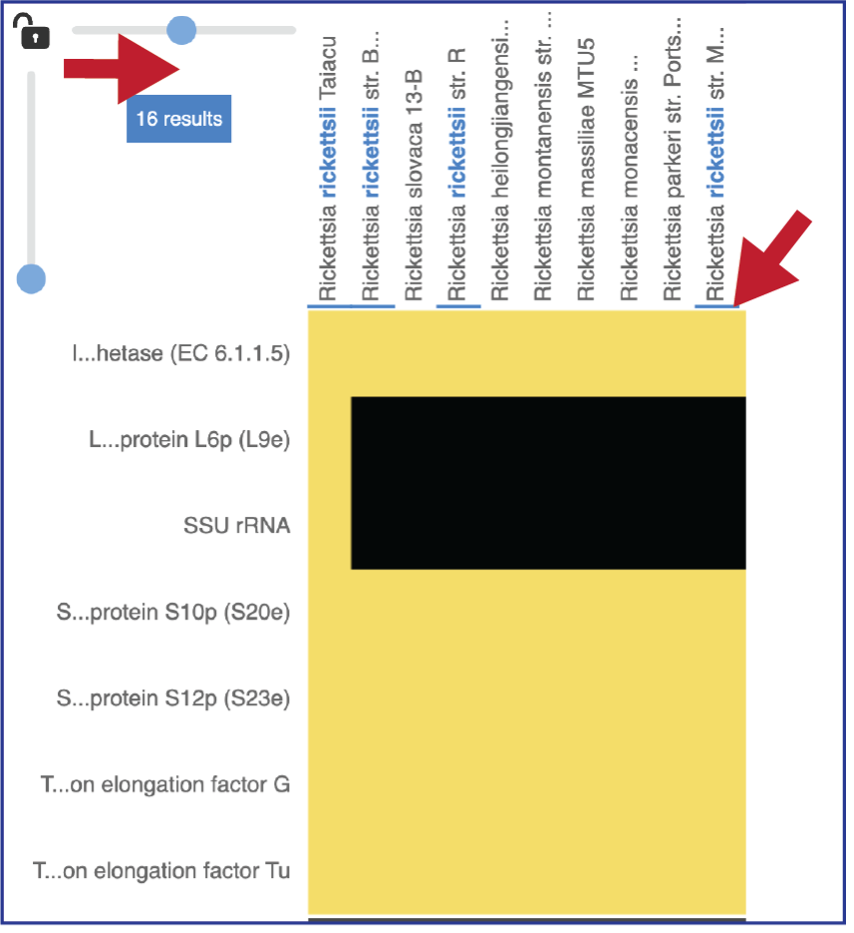 16 results
Rickettsia rickettsii Taiacu
Rickettsia rickettsii str. B...
Rickettsia slovaca 13-B
Rickettsia rickettsii str. R
Rickettsia heilongjiangensi...
Rickettsia montanensis str. ...
Rickettsia massiliae MTU5
Rickettsia monacensis ...
Rickettsia parkeri str. Ports...
Rickettsia rickettsii str. M...
I...hetase (EC 6.1.1.5)
L...protein L6p (L9e)
SSU rRNA
S...protein S10p (S20e)
S...protein S12p (S23e)
T...on elongation factor G
T...on elongation factor Tu